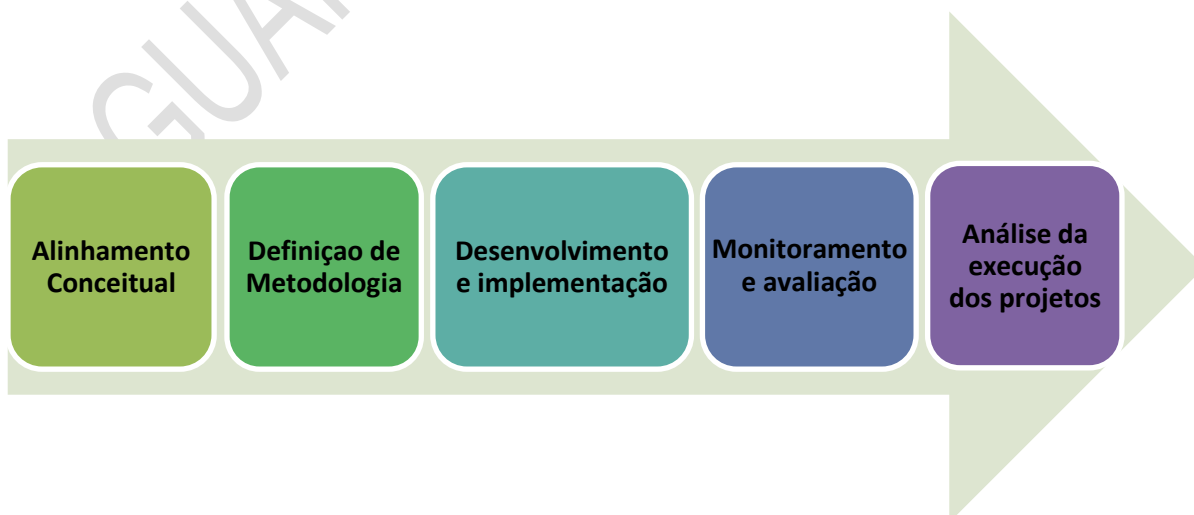 Alinhamento
Conceitual
Definiçao de
Metodologia
Desenvolvimento
e implementação
Monitoramento
e avaliação
Análise da
execução
dos projetos